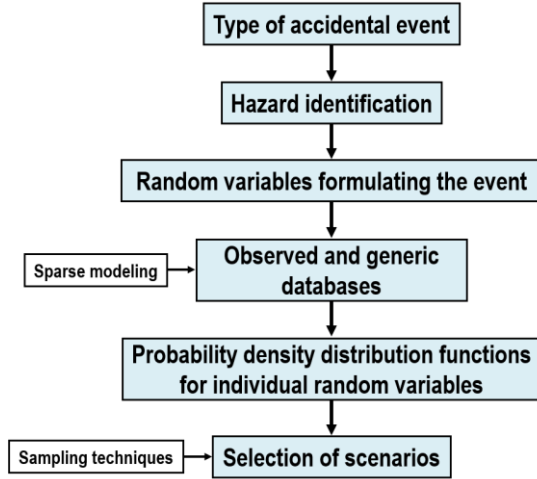 Type of accidental event
Hazard identification
Random variables formulating the event
Sparse modeling
Observed and generic
databases
Probability density distribution functions
for individual random variables
Sampling techniques
Selection of scenarios